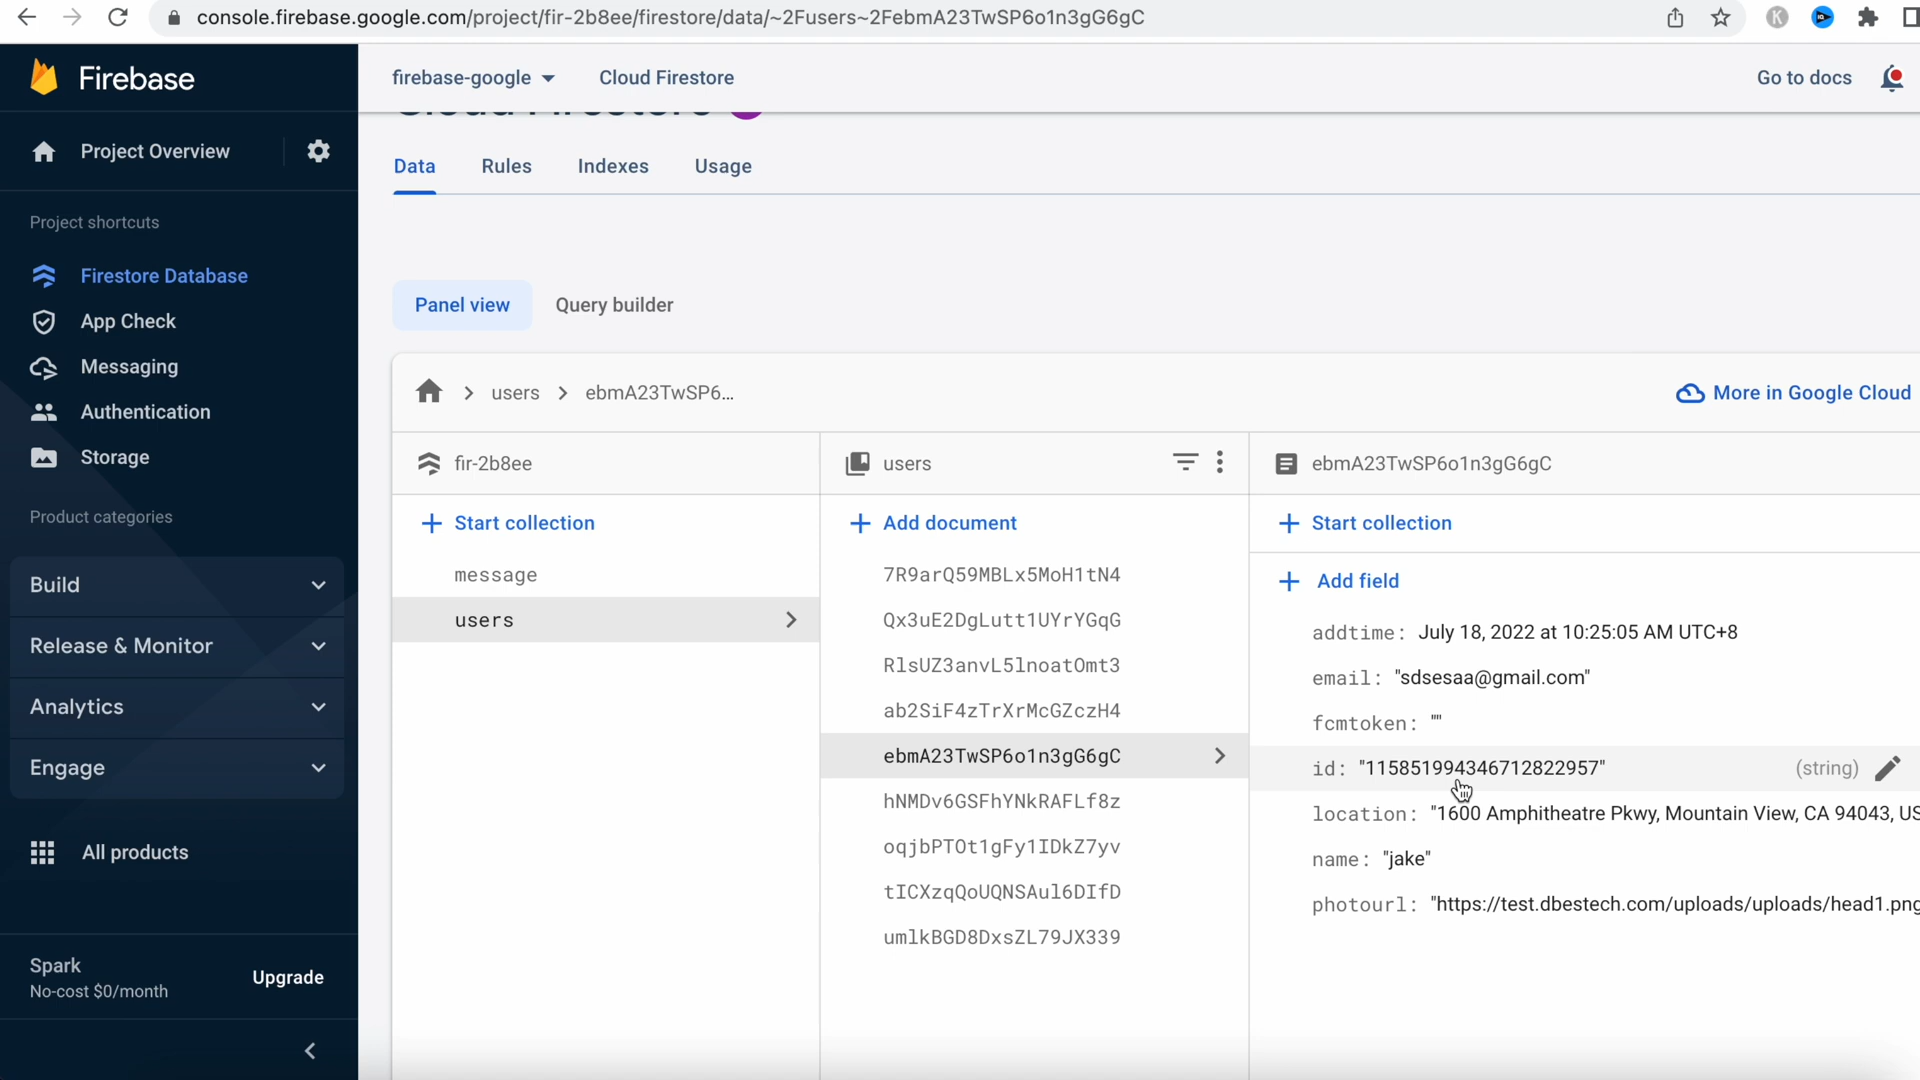 console.firebase.google.com/project/fir-2b8ee/firestore/data/~2Fusers~2FebmA23TwSP6o1n3gG6gC
K
Firebase
firebase-google
Cloud Firestore
Go to docs
Cloud Firestore
Project Overview
Data
Rules
Indexes
Usage
Project shortcuts
Firestore Database
App Check
Messaging
Authentication
Storage
Product categories
Build
Release & Monitor
Analytics
Engage
All products
Spark
No-cost $0/month
Upgrade
Panel view
Query builder
users
ebmA23TwSP6...
More in Google Cloud
fir-2b8ee
Start collection
message
users
users
Add document
7R9arQ59MBLx5MoH1tN4
Qx3uE2DgLutt1UYrYGqG
RlsUZ3anvL5lnoatOmt3
ab2SiF4zTrXrMcGZczH4
ebmA23TwSP6o1n3gG6gC
hNMDv6GSFhYNkRAFLf8z
oqjbPTOt1gFy1IDkZ7yv
tICXzqQoUQNSAul6DIfD
umlkBGD8DxsZL79JX339
ebmA23TwSP6o1n3gG6gC
Start collection
Add field
addtime: July 18, 2022 at 10:25:05 AM UTC+8
email: "sdsesaa@gmail.com"
fcmtoken: ""
id: "115851994346712822957" (string)
location: "1600 Amphitheatre Pkwy, Mountain View, CA 94043, US
name: "jake"
photourl: "https://test.dbestech.com/uploads/uploads/head1.png